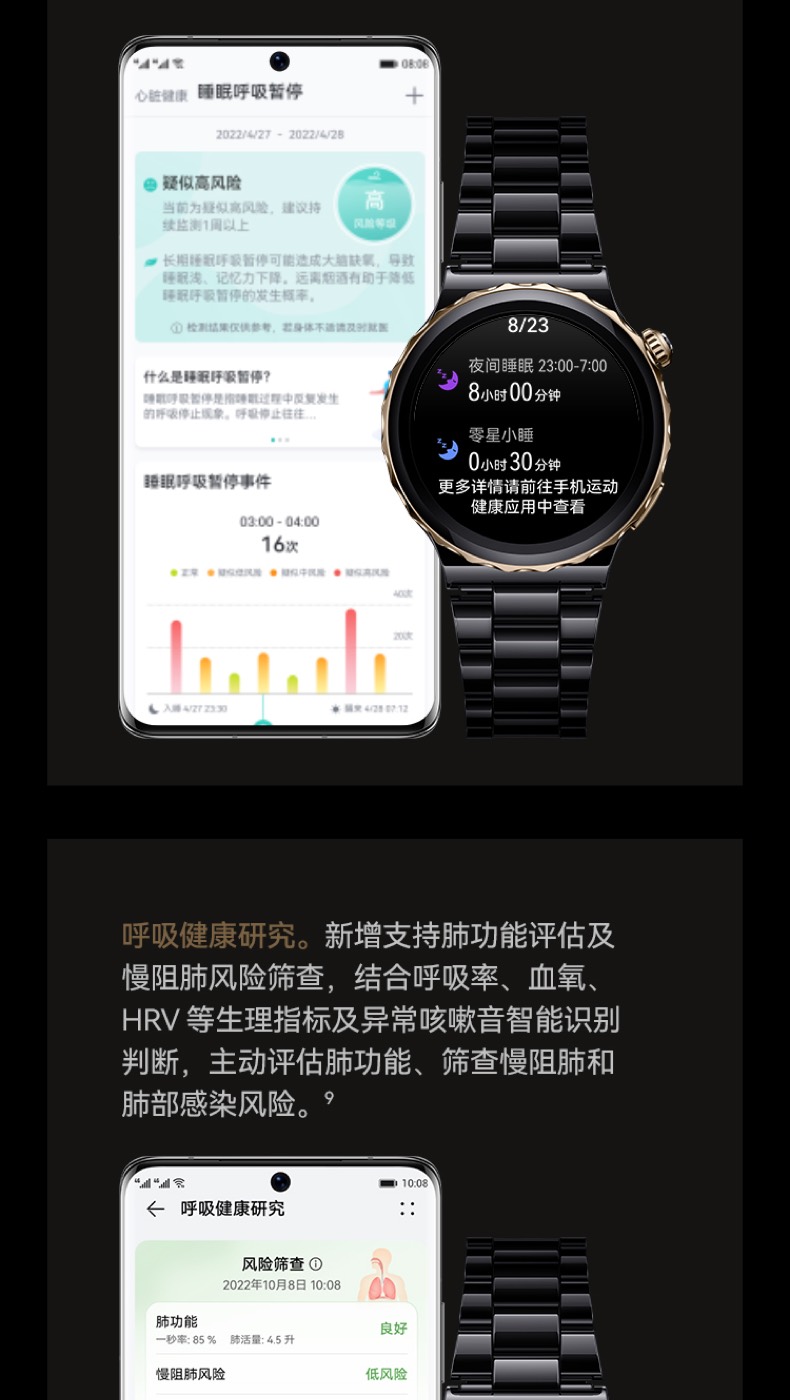 08:08
心脏健康 睡眠呼吸暂停
2022/4/27 - 2022/4/28
疑似高风险
当前为疑似高风险，建议持
续监测1周以上
高
风险等级
长期睡眠呼吸暂停可能造成大脑缺氧，导致
睡眠浅、记忆力下降。远离烟酒有助于降低
睡眠呼吸暂停的发生概率。
检测结果仅供参考，若身体不适请及时就医
什么是睡眠呼吸暂停?
睡眠呼吸暂停是指睡眠过程中反复发生
的呼吸停止现象。呼吸停止往往...
睡眠呼吸暂停事件
03:00 - 04:00
16次
正常 疑似低风险 疑似中风险 疑似高风险
40次
20次
入睡 4/27 23:30 醒来 4/28 07:12
8/23
夜间睡眠 23:00-7:00
8小时00分钟
零星小睡
0小时30分钟
更多详情请前往手机运动
健康应用中查看
呼吸健康研究。新增支持肺功能评估及
慢阻肺风险筛查，结合呼吸率、血氧、
HRV 等生理指标及异常咳嗽音智能识别
判断，主动评估肺功能、筛查慢阻肺和
肺部感染风险。9
10:08
呼吸健康研究
风险筛查
2022年10月8日 10:08
肺功能
一秒率: 85 % 肺活量: 4.5 升
良好
慢阻肺风险 低风险